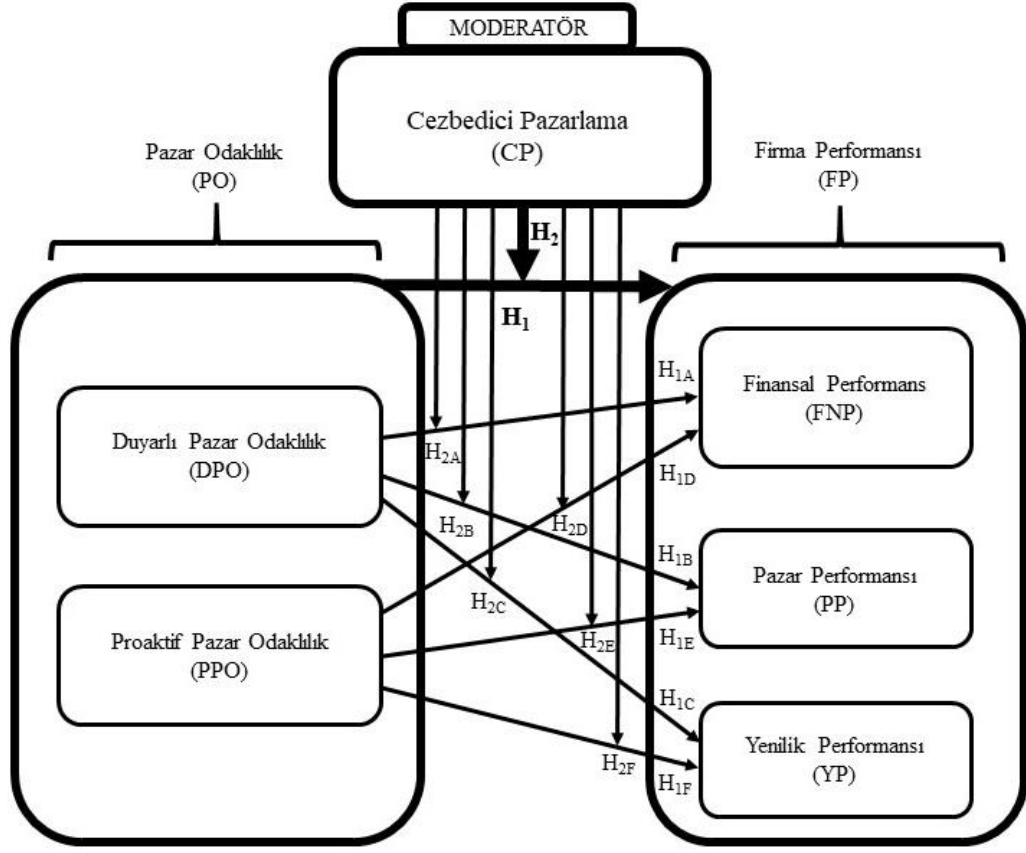 MODERATÖR
Cezbedici Pazarlama
(CP)
Pazar Odaklılık
(PO)
Firma Performansı
(FP)
H2
H1
Duyarlı Pazar Odaklılık
(DPO)
Proaktif Pazar Odaklılık
(PPO)
H2A
H2B
H2C
H2D
H2E
H2F
H1A
H1D
H1B
H1E
H1C
H1F
Finansal Performans
(FNP)
Pazar Performansı
(PP)
Yenilik Performansı
(YP)